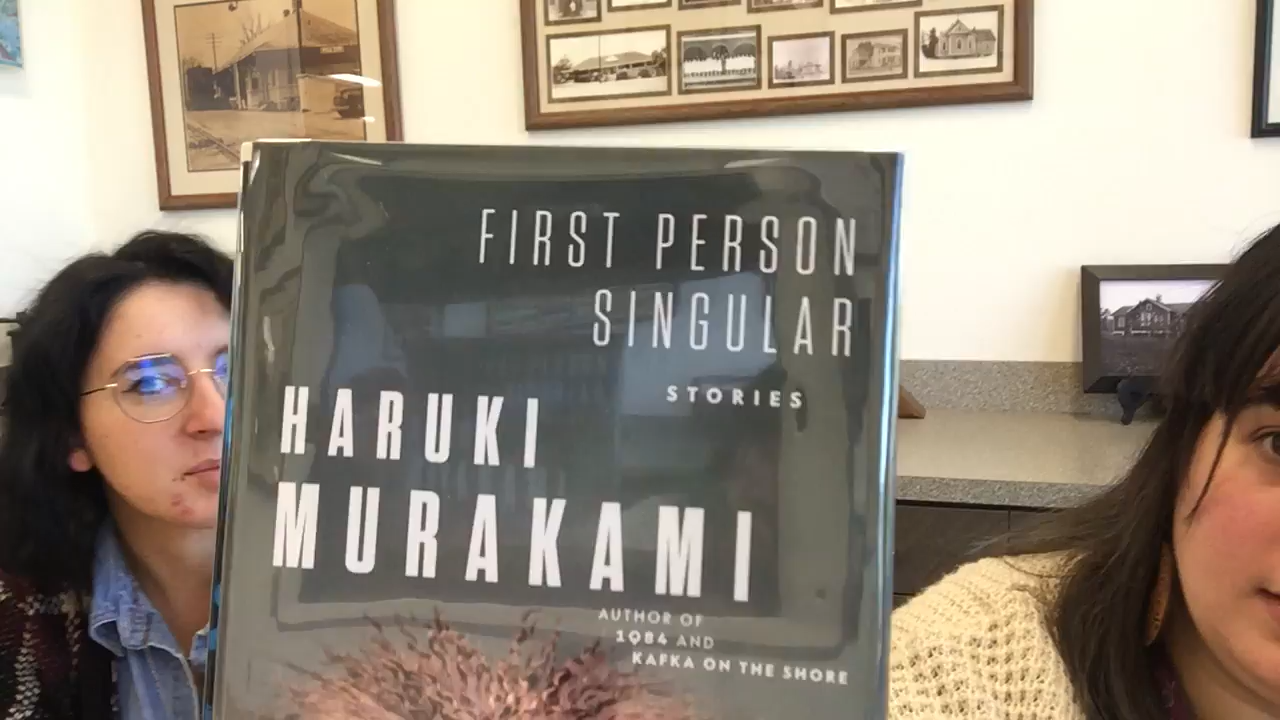 FIRST PERSON
SINGULAR
STORIES
HARUKI
MURAKAMI
AUTHOR OF
1Q84 AND
KAFKA ON THE SHORE